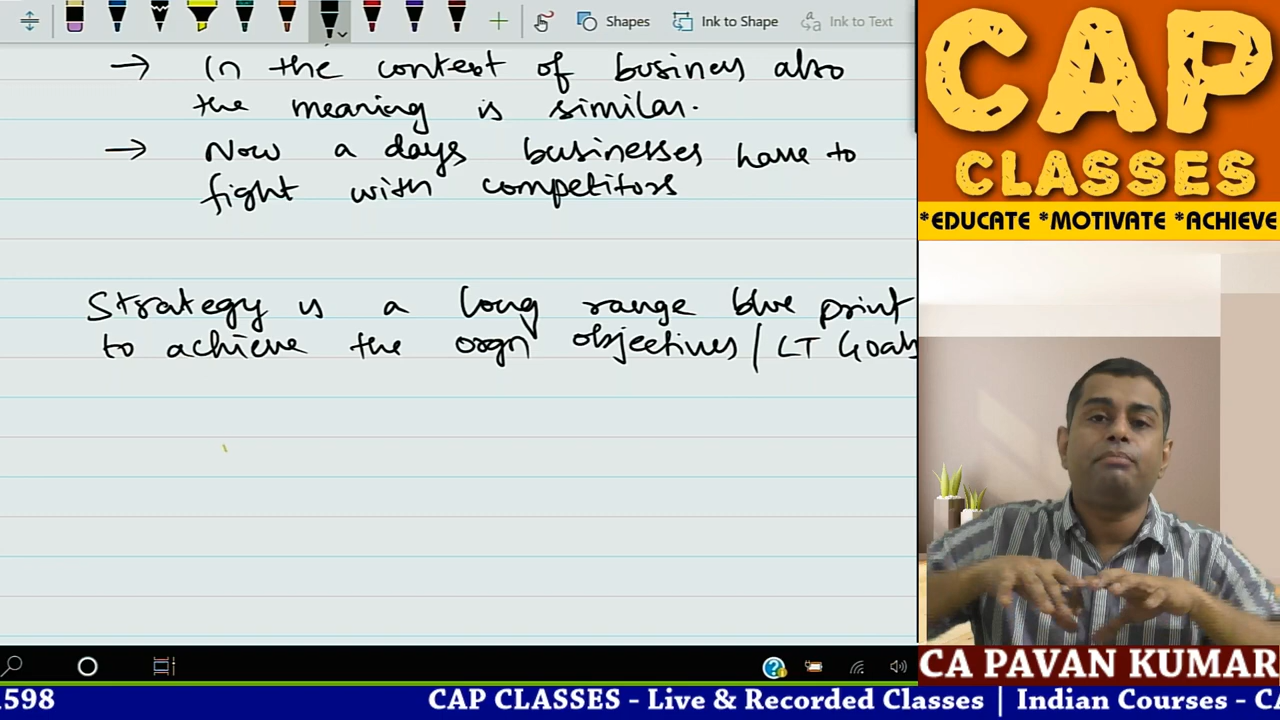 Shapes
Ink to Shape
Ink to Text
→ In the context of business also
the meaning is similar.
→ Now a days businesses have to
fight with competitors
Strategy is a long range blue print
to achieve the orgn objectives / LT Goals
CAP
CLASSES
*EDUCATE *MOTIVATE *ACHIEVE
CA PAVAN KUMAR
1598 CAP CLASSES - Live & Recorded Classes | Indian Courses - CA